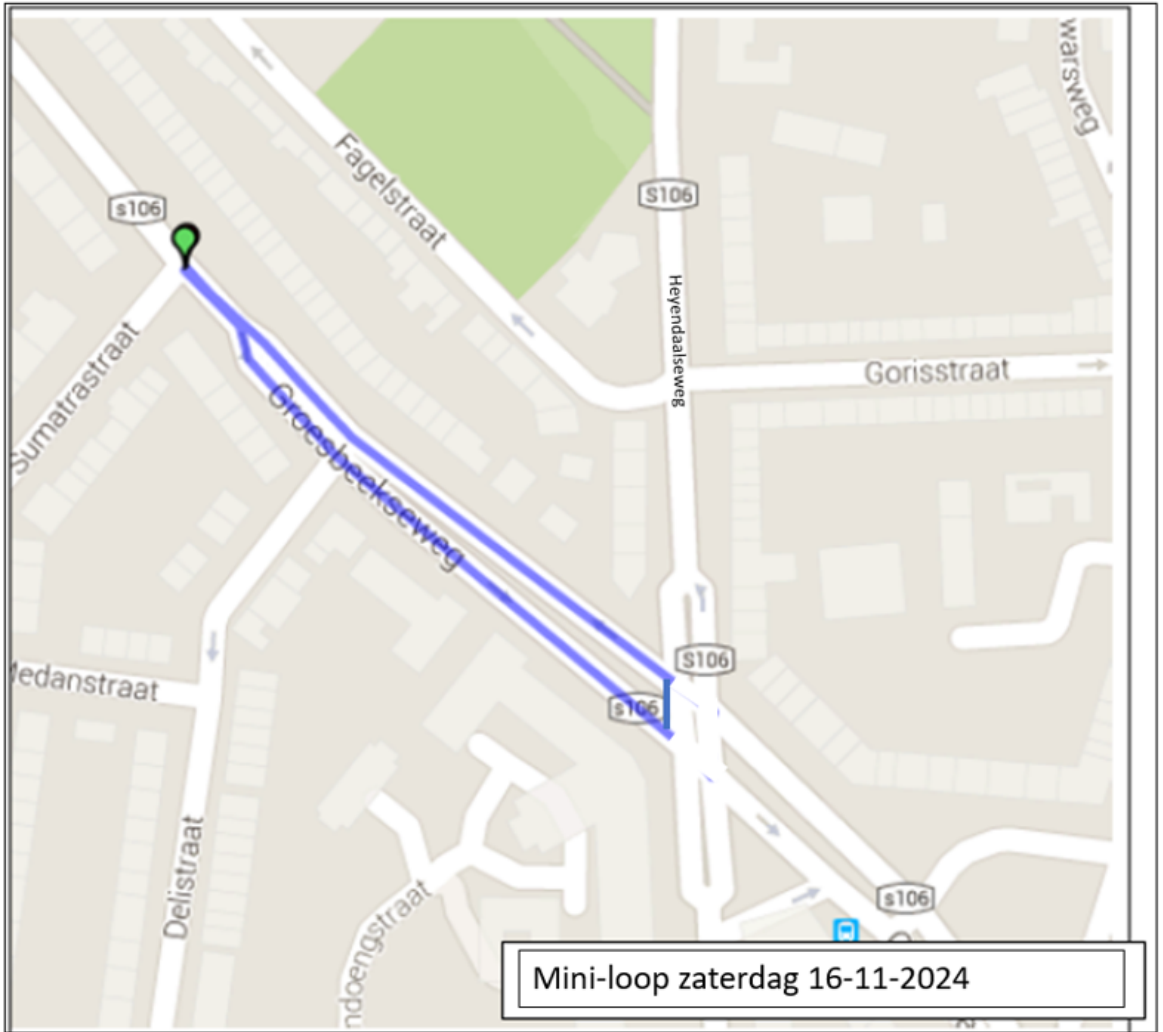 warsweg
Fagelstraat
s106
S106
Heyendaalseweg
Gorisstraat
Sumatrastraat
Groesbeekseweg
S106
s106
Medanstraat
Delistraat
ndoengstraat
s106
Mini-loop zaterdag 16-11-2024